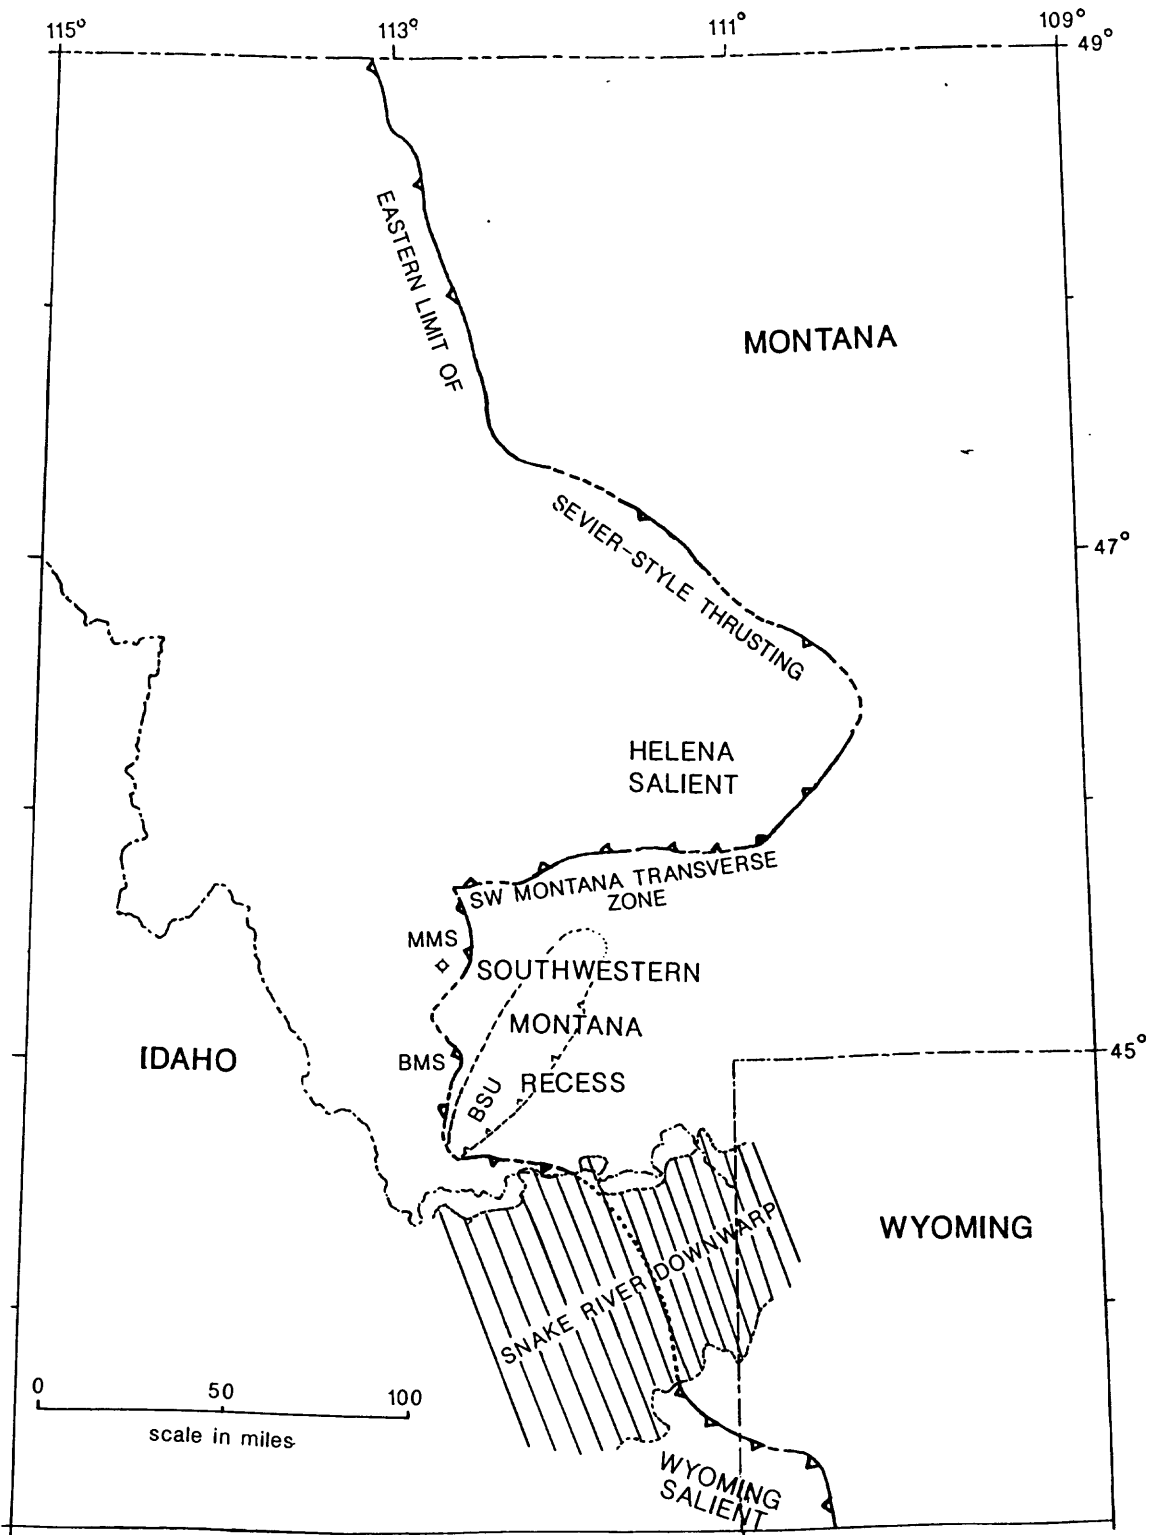 115° 113° 111° 109°
49°
EASTERN LIMIT OF
MONTANA
SEVIER-STYLE THRUSTING
47°
HELENA
SALIENT
SW MONTANA TRANSVERSE
ZONE
MMS
SOUTHWESTERN
MONTANA
RECESS
BMS
BSU
IDAHO
45°
WYOMING
SNAKE RIVER DOWNWARP
0 50 100
scale in miles
WYOMING
SALIENT